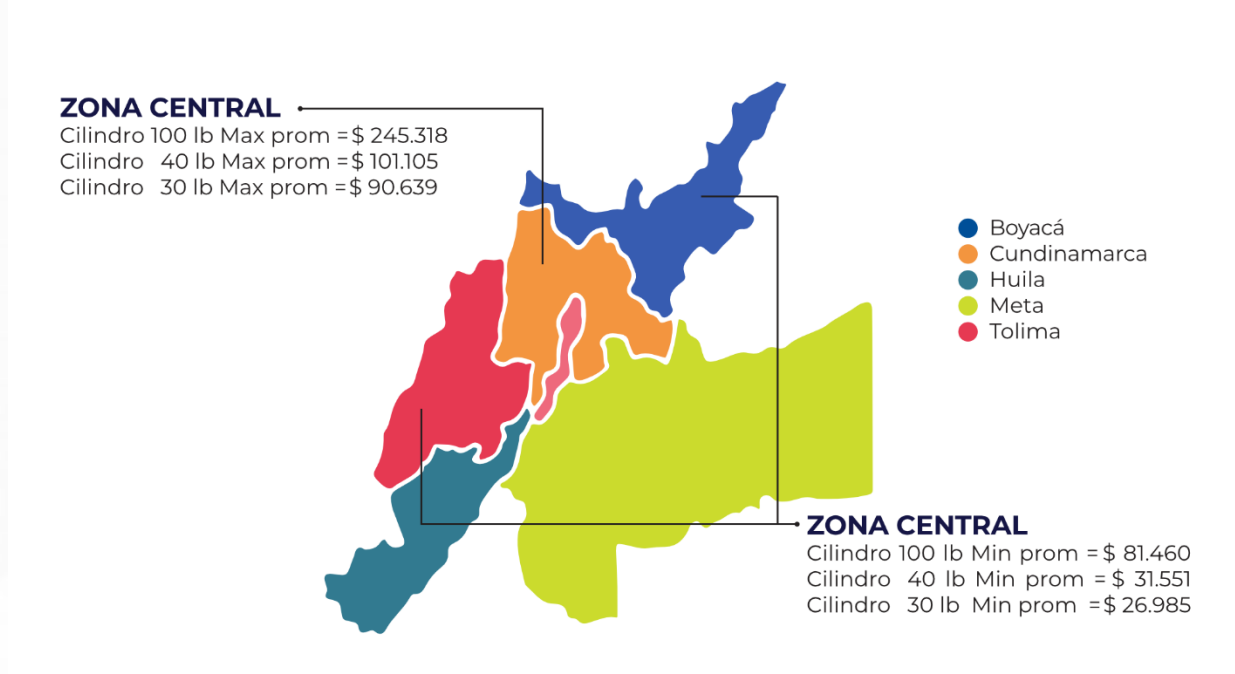 ZONA CENTRAL
Cilindro 100 lb Max prom =$ 245.318
Cilindro 40 lb Max prom =$ 101.105
Cilindro 30 lb Max prom =$ 90.639
Boyacá
Cundinamarca
Huila
Meta
Tolima
ZONA CENTRAL
Cilindro 100 lb Min prom =$ 81.460
Cilindro 40 lb Min prom =$ 31.551
Cilindro 30 lb Min prom =$ 26.985